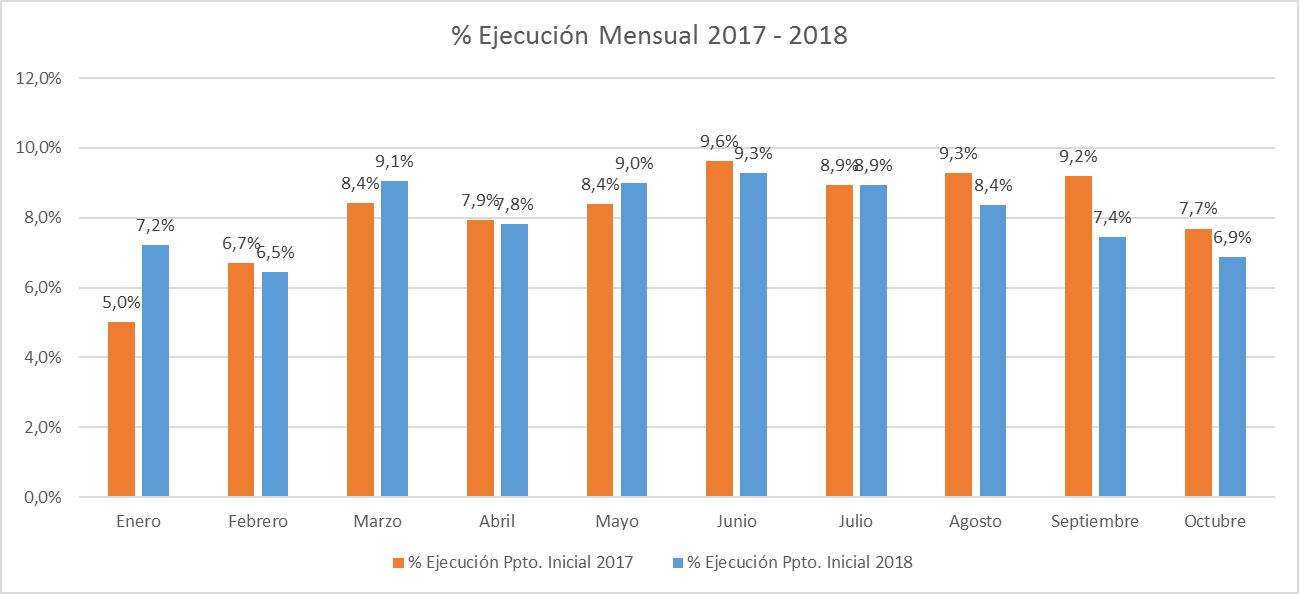 % Ejecución Mensual 2017 - 2018
12,0%
10,0%
8,0%
6,0%
4,0%
2,0%
0,0%
5,0% 7,2% 6,7% 6,5% 8,4% 9,1% 7,9% 7,8% 8,4% 9,0% 9,6% 9,3% 8,9% 8,9% 9,3% 8,4% 9,2% 7,4% 7,7% 6,9%
Enero Febrero Marzo Abril Mayo Junio Julio Agosto Septiembre Octubre
% Ejecución Ppto. Inicial 2017 % Ejecución Ppto. Inicial 2018